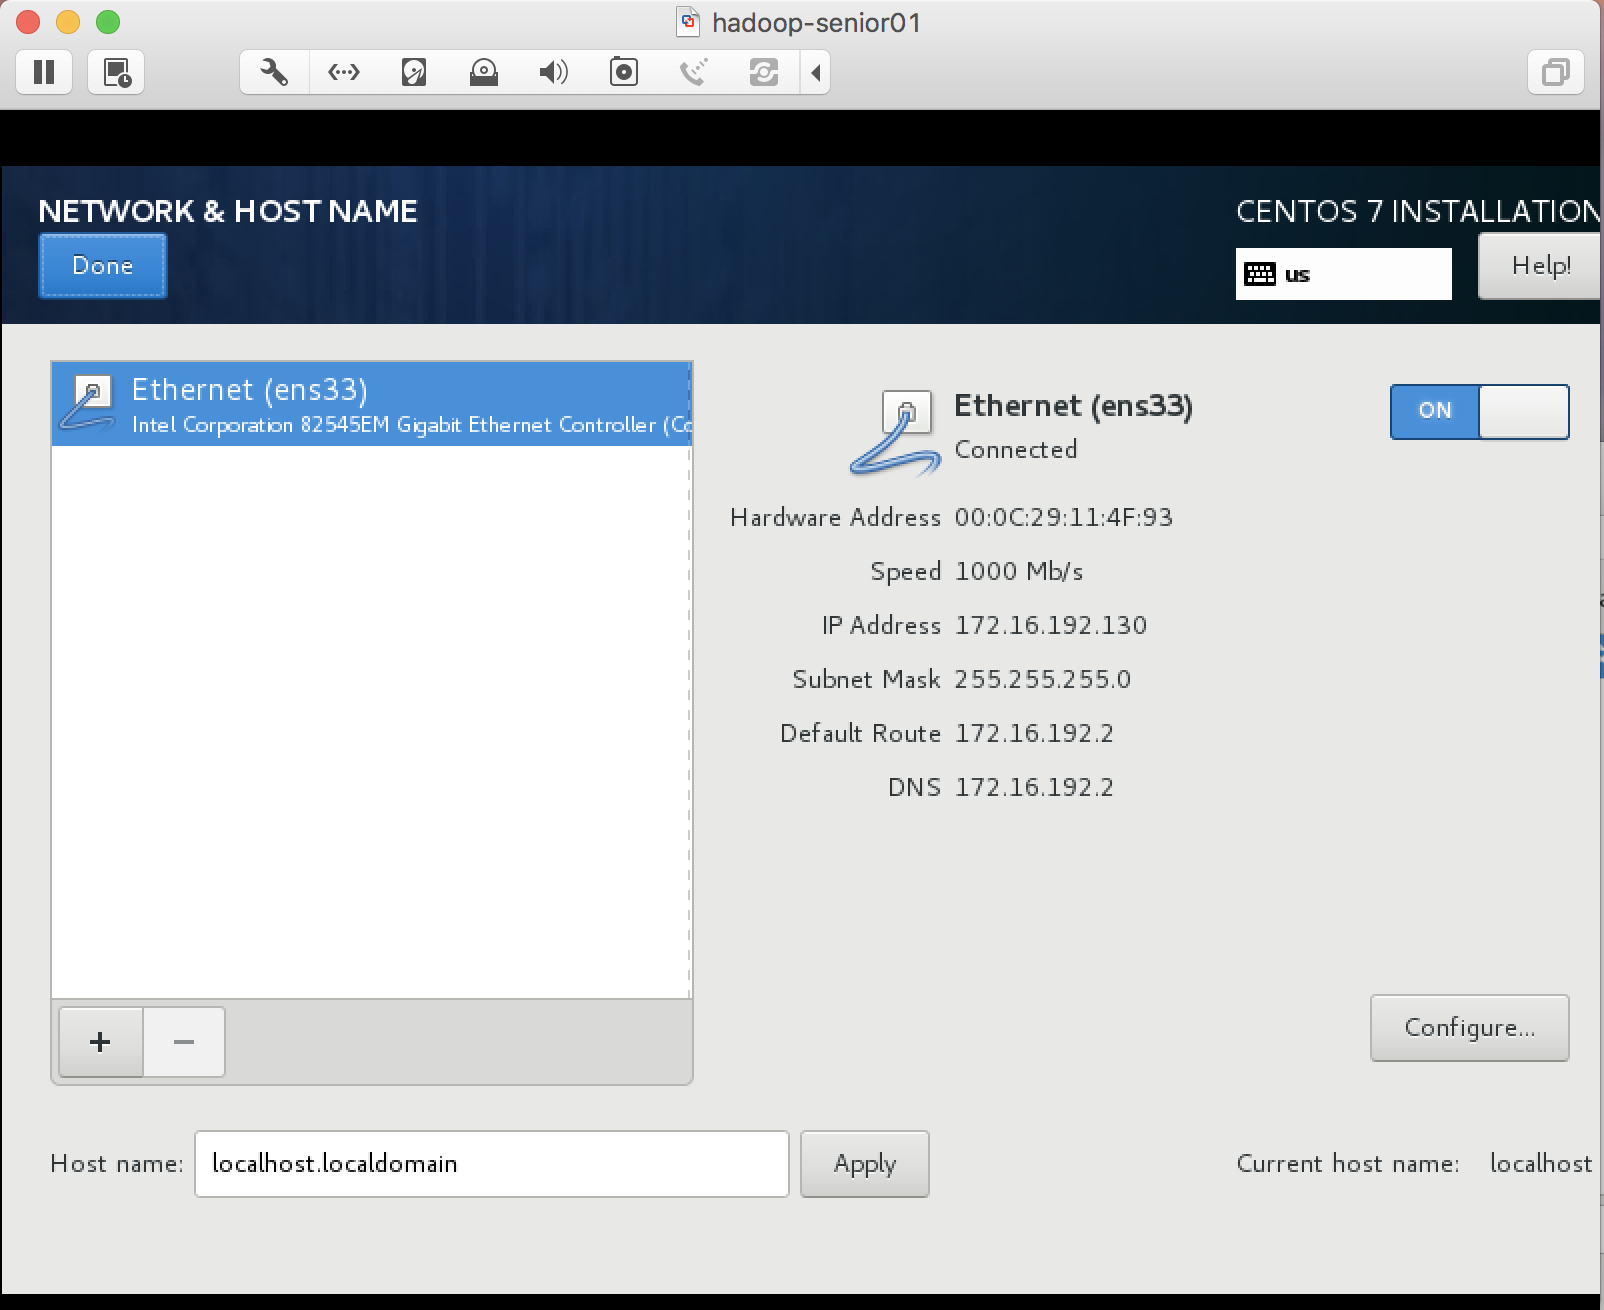 hadoop-senior01
NETWORK & HOST NAME
CENTOS 7 INSTALLATION
Done
us
Help!
Ethernet (ens33)
Intel Corporation 82545EM Gigabit Ethernet Controller (Co
Ethernet (ens33)
Connected
ON
Hardware Address 00:0C:29:11:4F:93
Speed 1000 Mb/s
IP Address 172.16.192.130
Subnet Mask 255.255.255.0
Default Route 172.16.192.2
DNS 172.16.192.2
+ −
Configure...
Host name: localhost.localdomain Apply Current host name: localhost